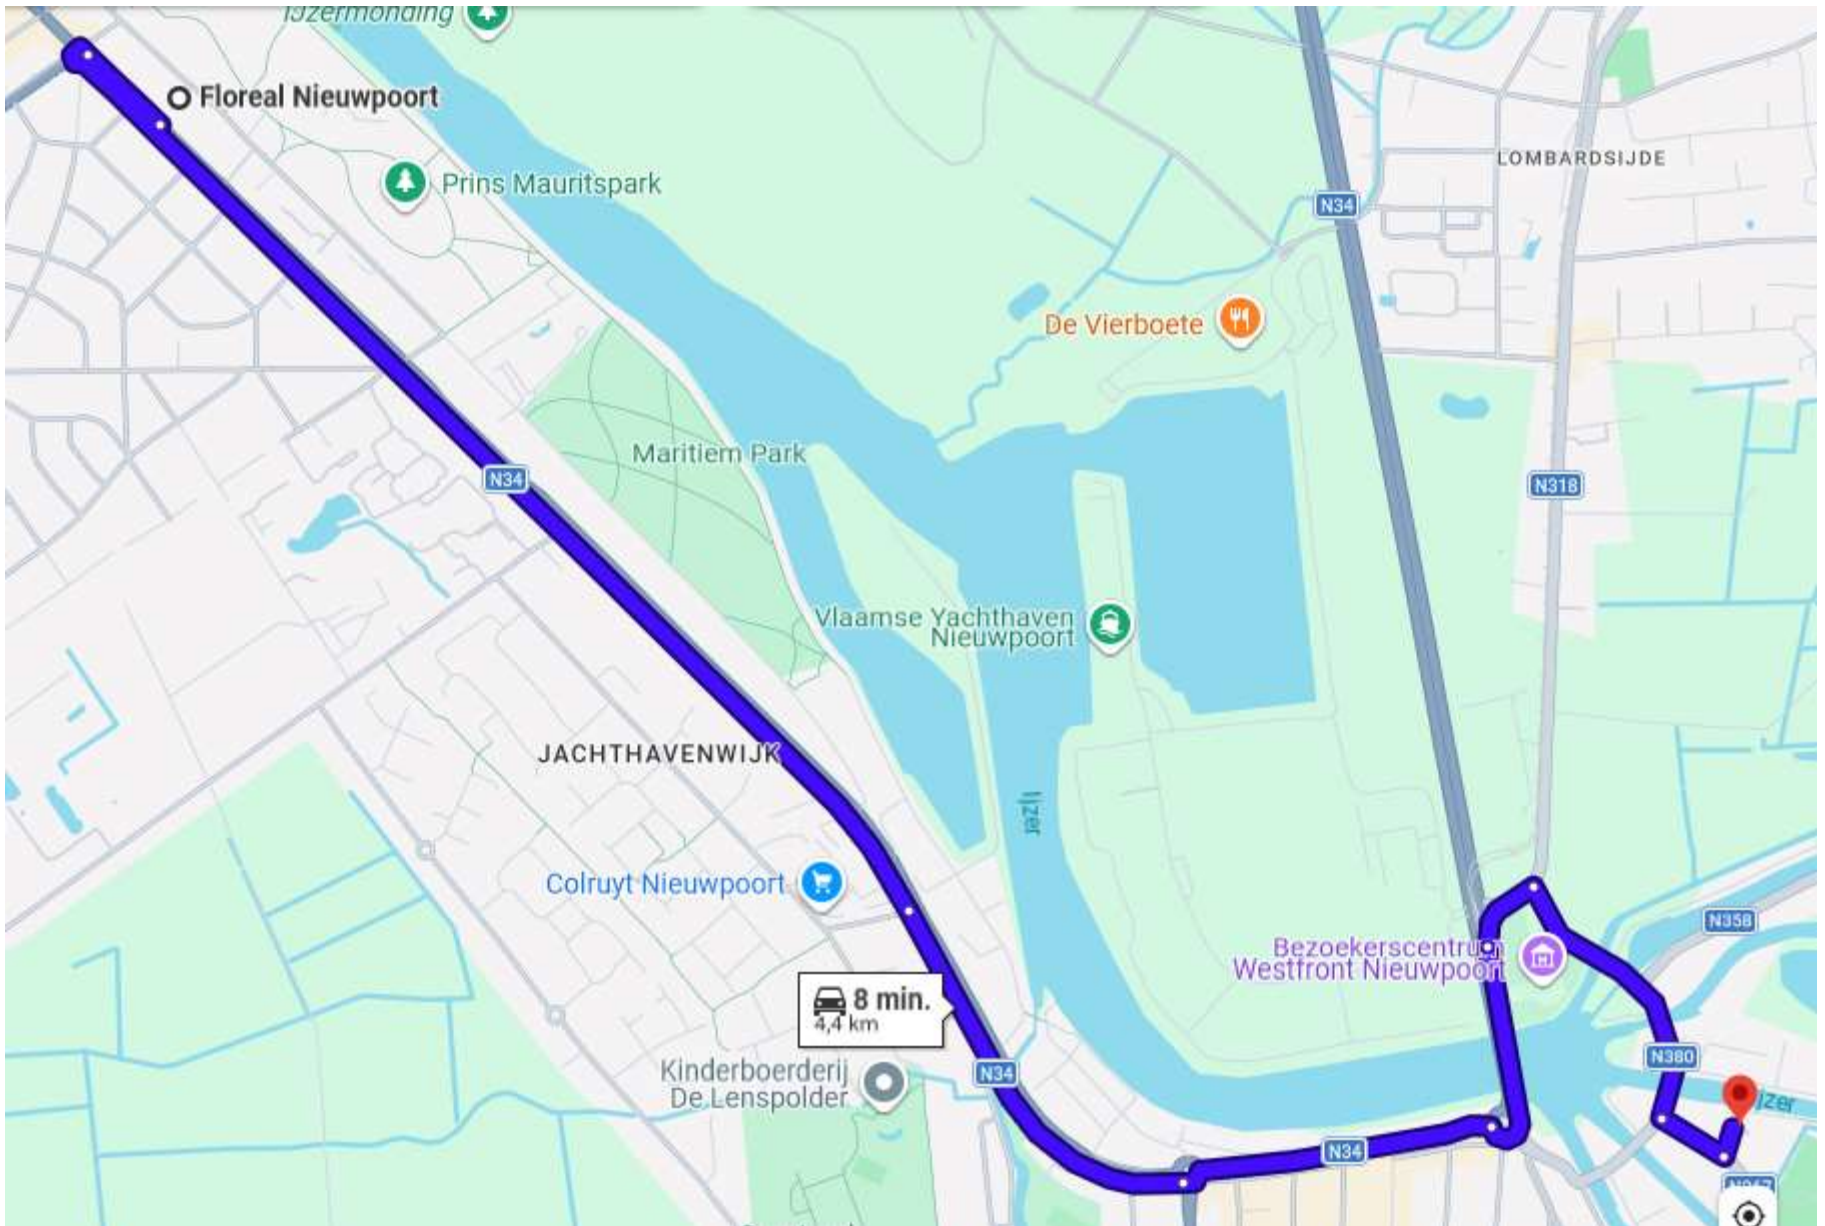 IJzermonding
Floreal Nieuwpoort
Prins Mauritspark
LOMBARDSIJDE
N34
De Vierboete
Maritiem Park
N34
N318
Vlaamse Yachthaven
Nieuwpoort
JACHTHAVENWIJK
Ijzer
Colruyt Nieuwpoort
N358
Bezoekerscentrum
Westfront Nieuwpoort
8 min.
4,4 km
N380
Kinderboerderij
De Lenspolder
N34
Ijzer
N34